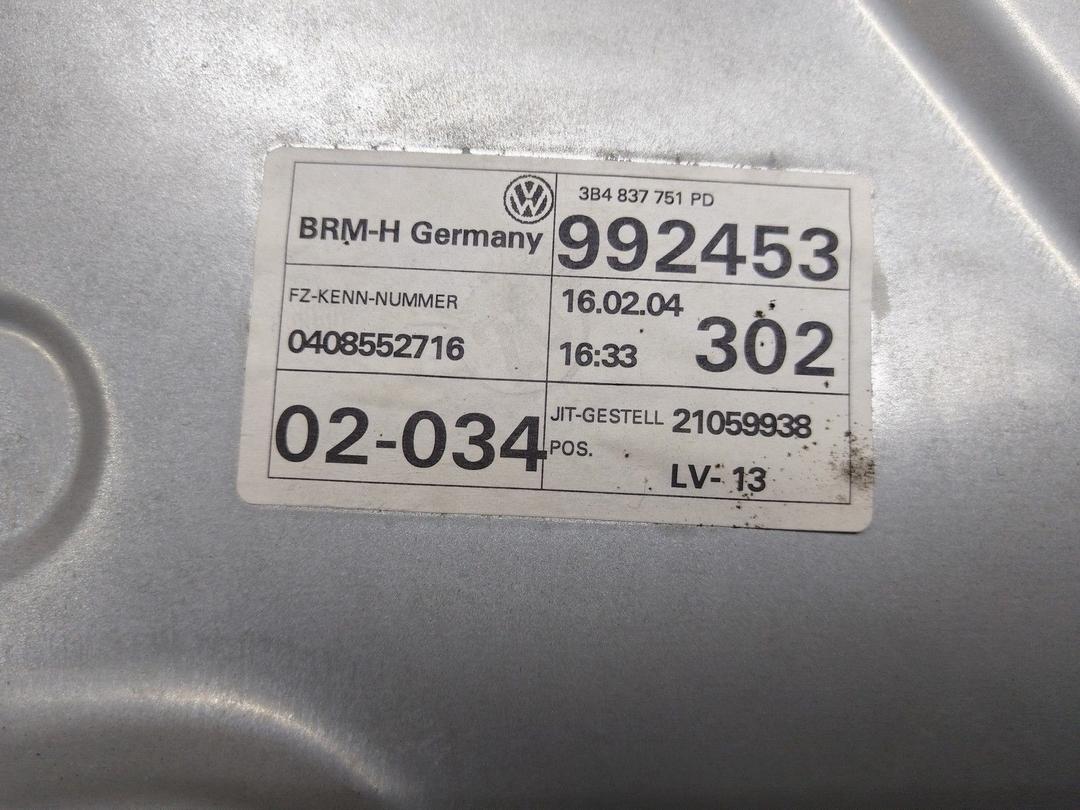 BRM-H Germany
3B4 837 751 PD
992453
FZ-KENN-NUMMER
0408552716
16.02.04
16:33
302
02-034
JIT-GESTELL 21059938
POS.
LV- 13